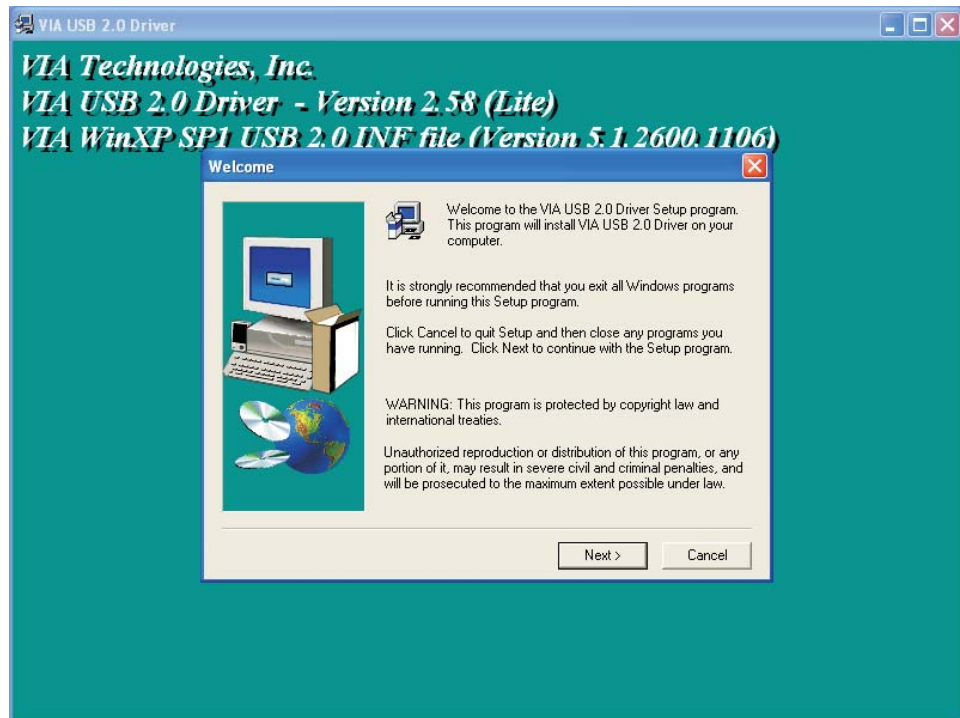 VIA USB 2.0 Driver
VIA Technologies, Inc.
VIA USB 2.0 Driver - Version 2.58 (Lite)
VIA WinXP SP1 USB 2.0 INF file (Version 5.1.2600.1106)
Welcome
Welcome to the VIA USB 2.0 Driver Setup program.
This program will install VIA USB 2.0 Driver on your
computer.
It is strongly recommended that you exit all Windows programs
before running this Setup program.
Click Cancel to quit Setup and then close any programs you
have running. Click Next to continue with the Setup program.
WARNING: This program is protected by copyright law and
international treaties.
Unauthorized reproduction or distribution of this program, or any
portion of it, may result in severe civil and criminal penalties, and
will be prosecuted to the maximum extent possible under law.
Next >
Cancel